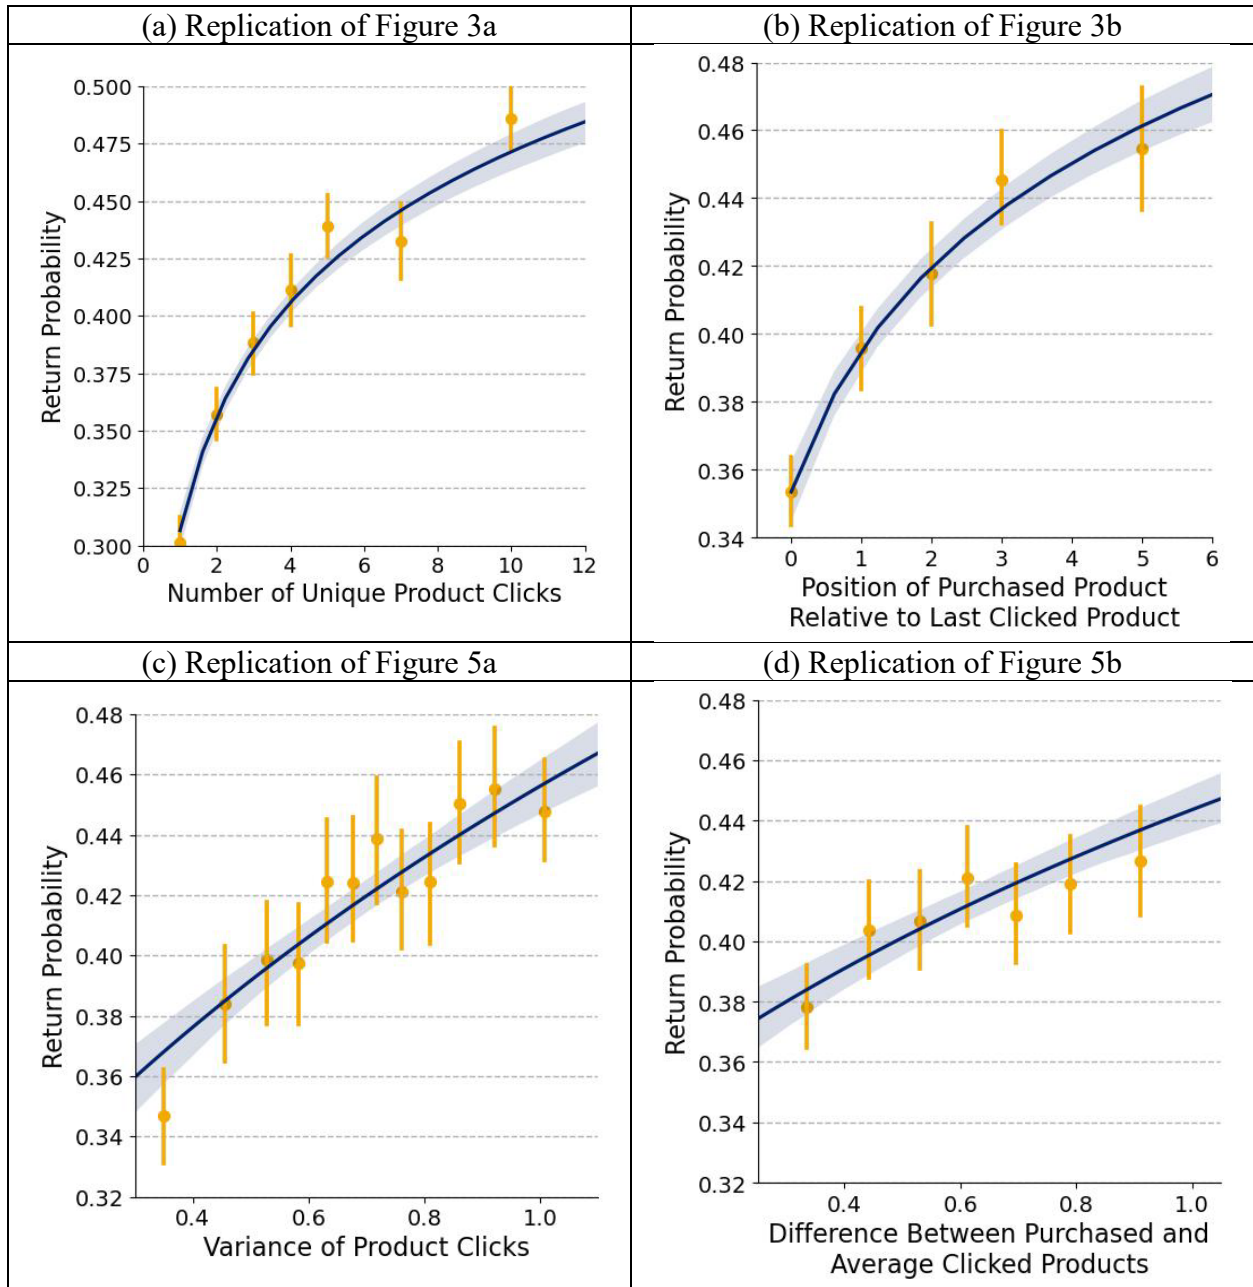 (a) Replication of Figure 3a
0.500
0.475
0.450
0.425
0.400
0.375
0.350
0.325
0.300
Return Probability
0 2 4 6 8 10 12
Number of Unique Product Clicks
(b) Replication of Figure 3b
0.48
0.46
0.44
0.42
0.40
0.38
0.36
0.34
Return Probability
0 1 2 3 4 5 6
Position of Purchased Product
Relative to Last Clicked Product
(c) Replication of Figure 5a
0.48
0.46
0.44
0.42
0.40
0.38
0.36
0.34
0.32
Return Probability
0.4 0.6 0.8 1.0
Variance of Product Clicks
(d) Replication of Figure 5b
0.48
0.46
0.44
0.42
0.40
0.38
0.36
0.34
0.32
Return Probability
0.4 0.6 0.8 1.0
Difference Between Purchased and
Average Clicked Products